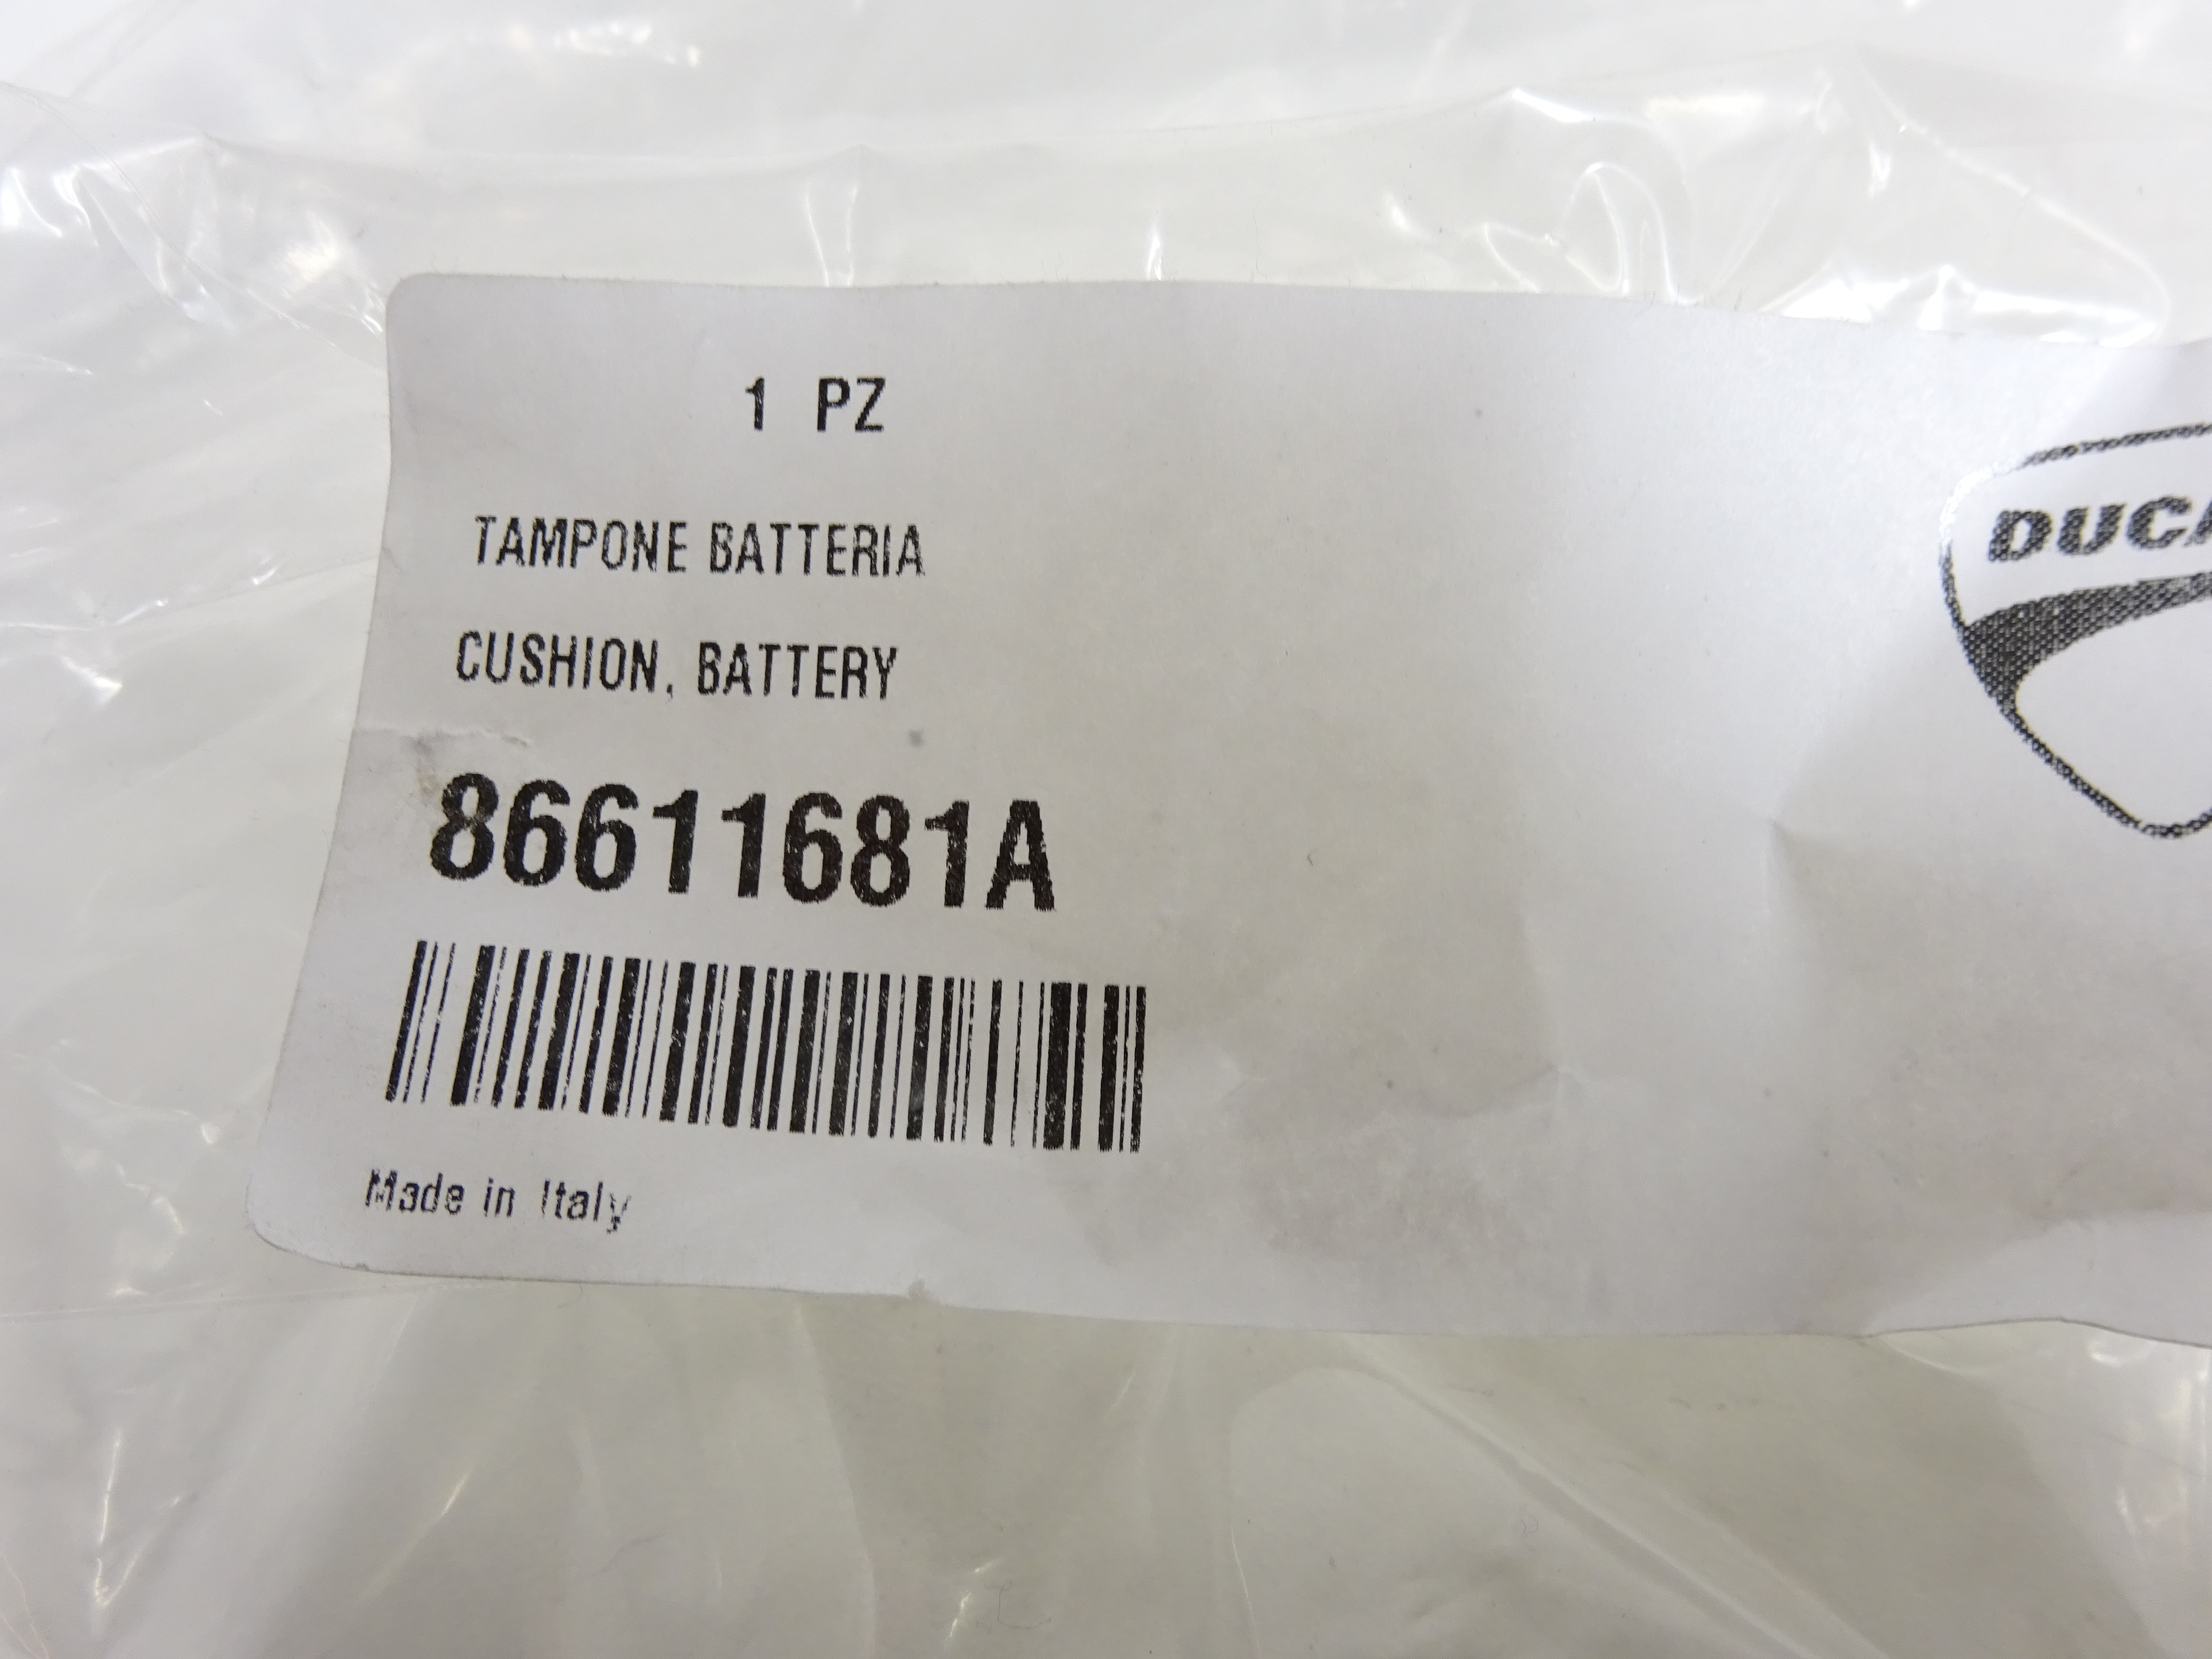 1 PZ
TAMPONE BATTERIA
CUSHION, BATTERY
86611681A
Made in Italy